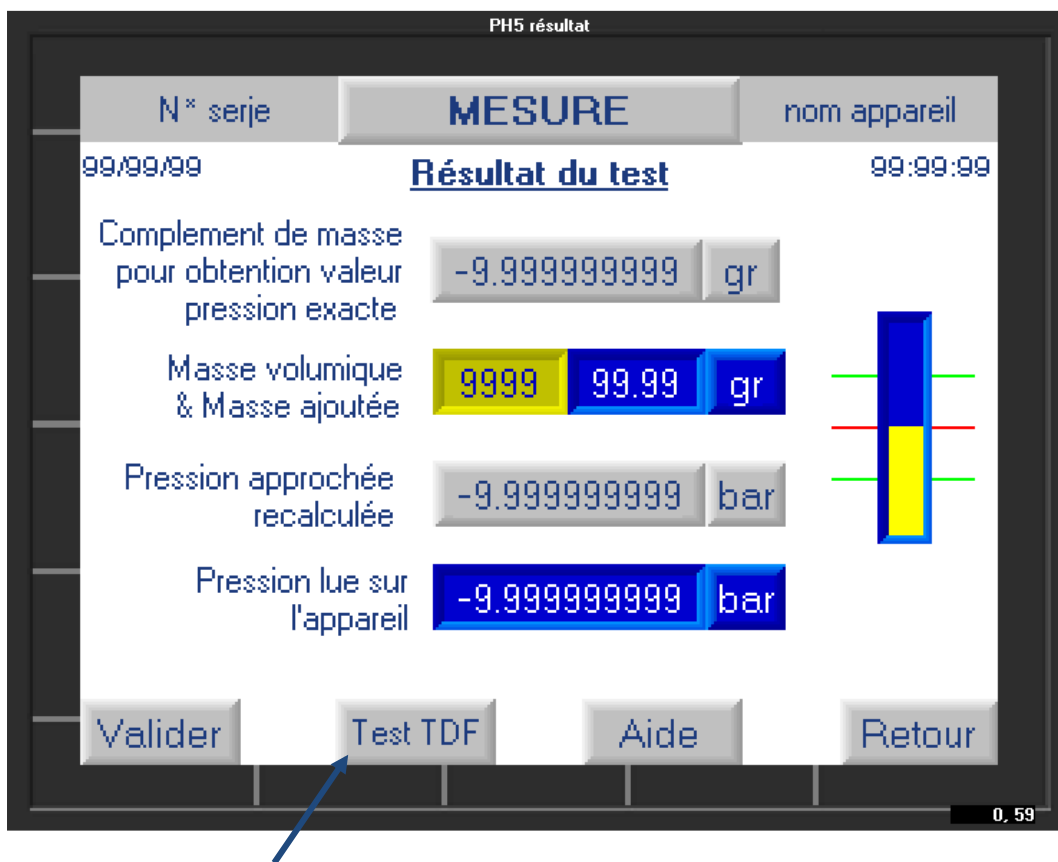 PH5 résultat
N* serje
MESURE
nom appareil
99/99/99
Résultat du test
99:99:99
Complement de masse
pour obtention valeur
pression exacte
-9.999999999
gr
Masse volumique
& Masse ajoutée
9999
99.99
gr
Pression approchée
recalculée
-9.999999999
bar
Pression lue sur
l'appareil
-9.999999999
bar
Valider
Test TDF
Aide
Retour
0, 59